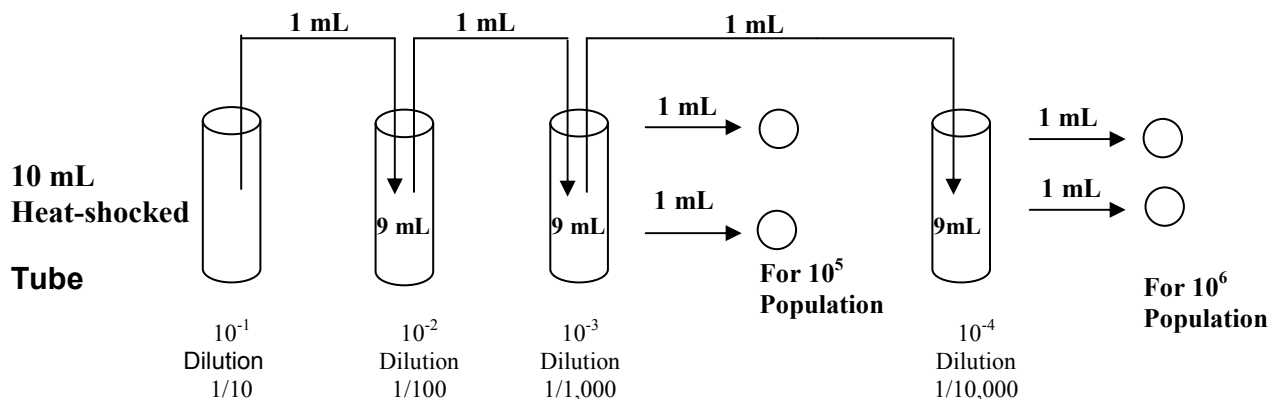 1 mL
1 mL
1 mL
1 mL
1 mL
1 mL
1 mL
10 mL
Heat-shocked
Tube
9 mL
9 mL
9mL
For 10⁵
Population
For 10⁶
Population
10⁻¹
Dilution
1/10
10⁻²
Dilution
1/100
10⁻³
Dilution
1/1,000
10⁻⁴
Dilution
1/10,000